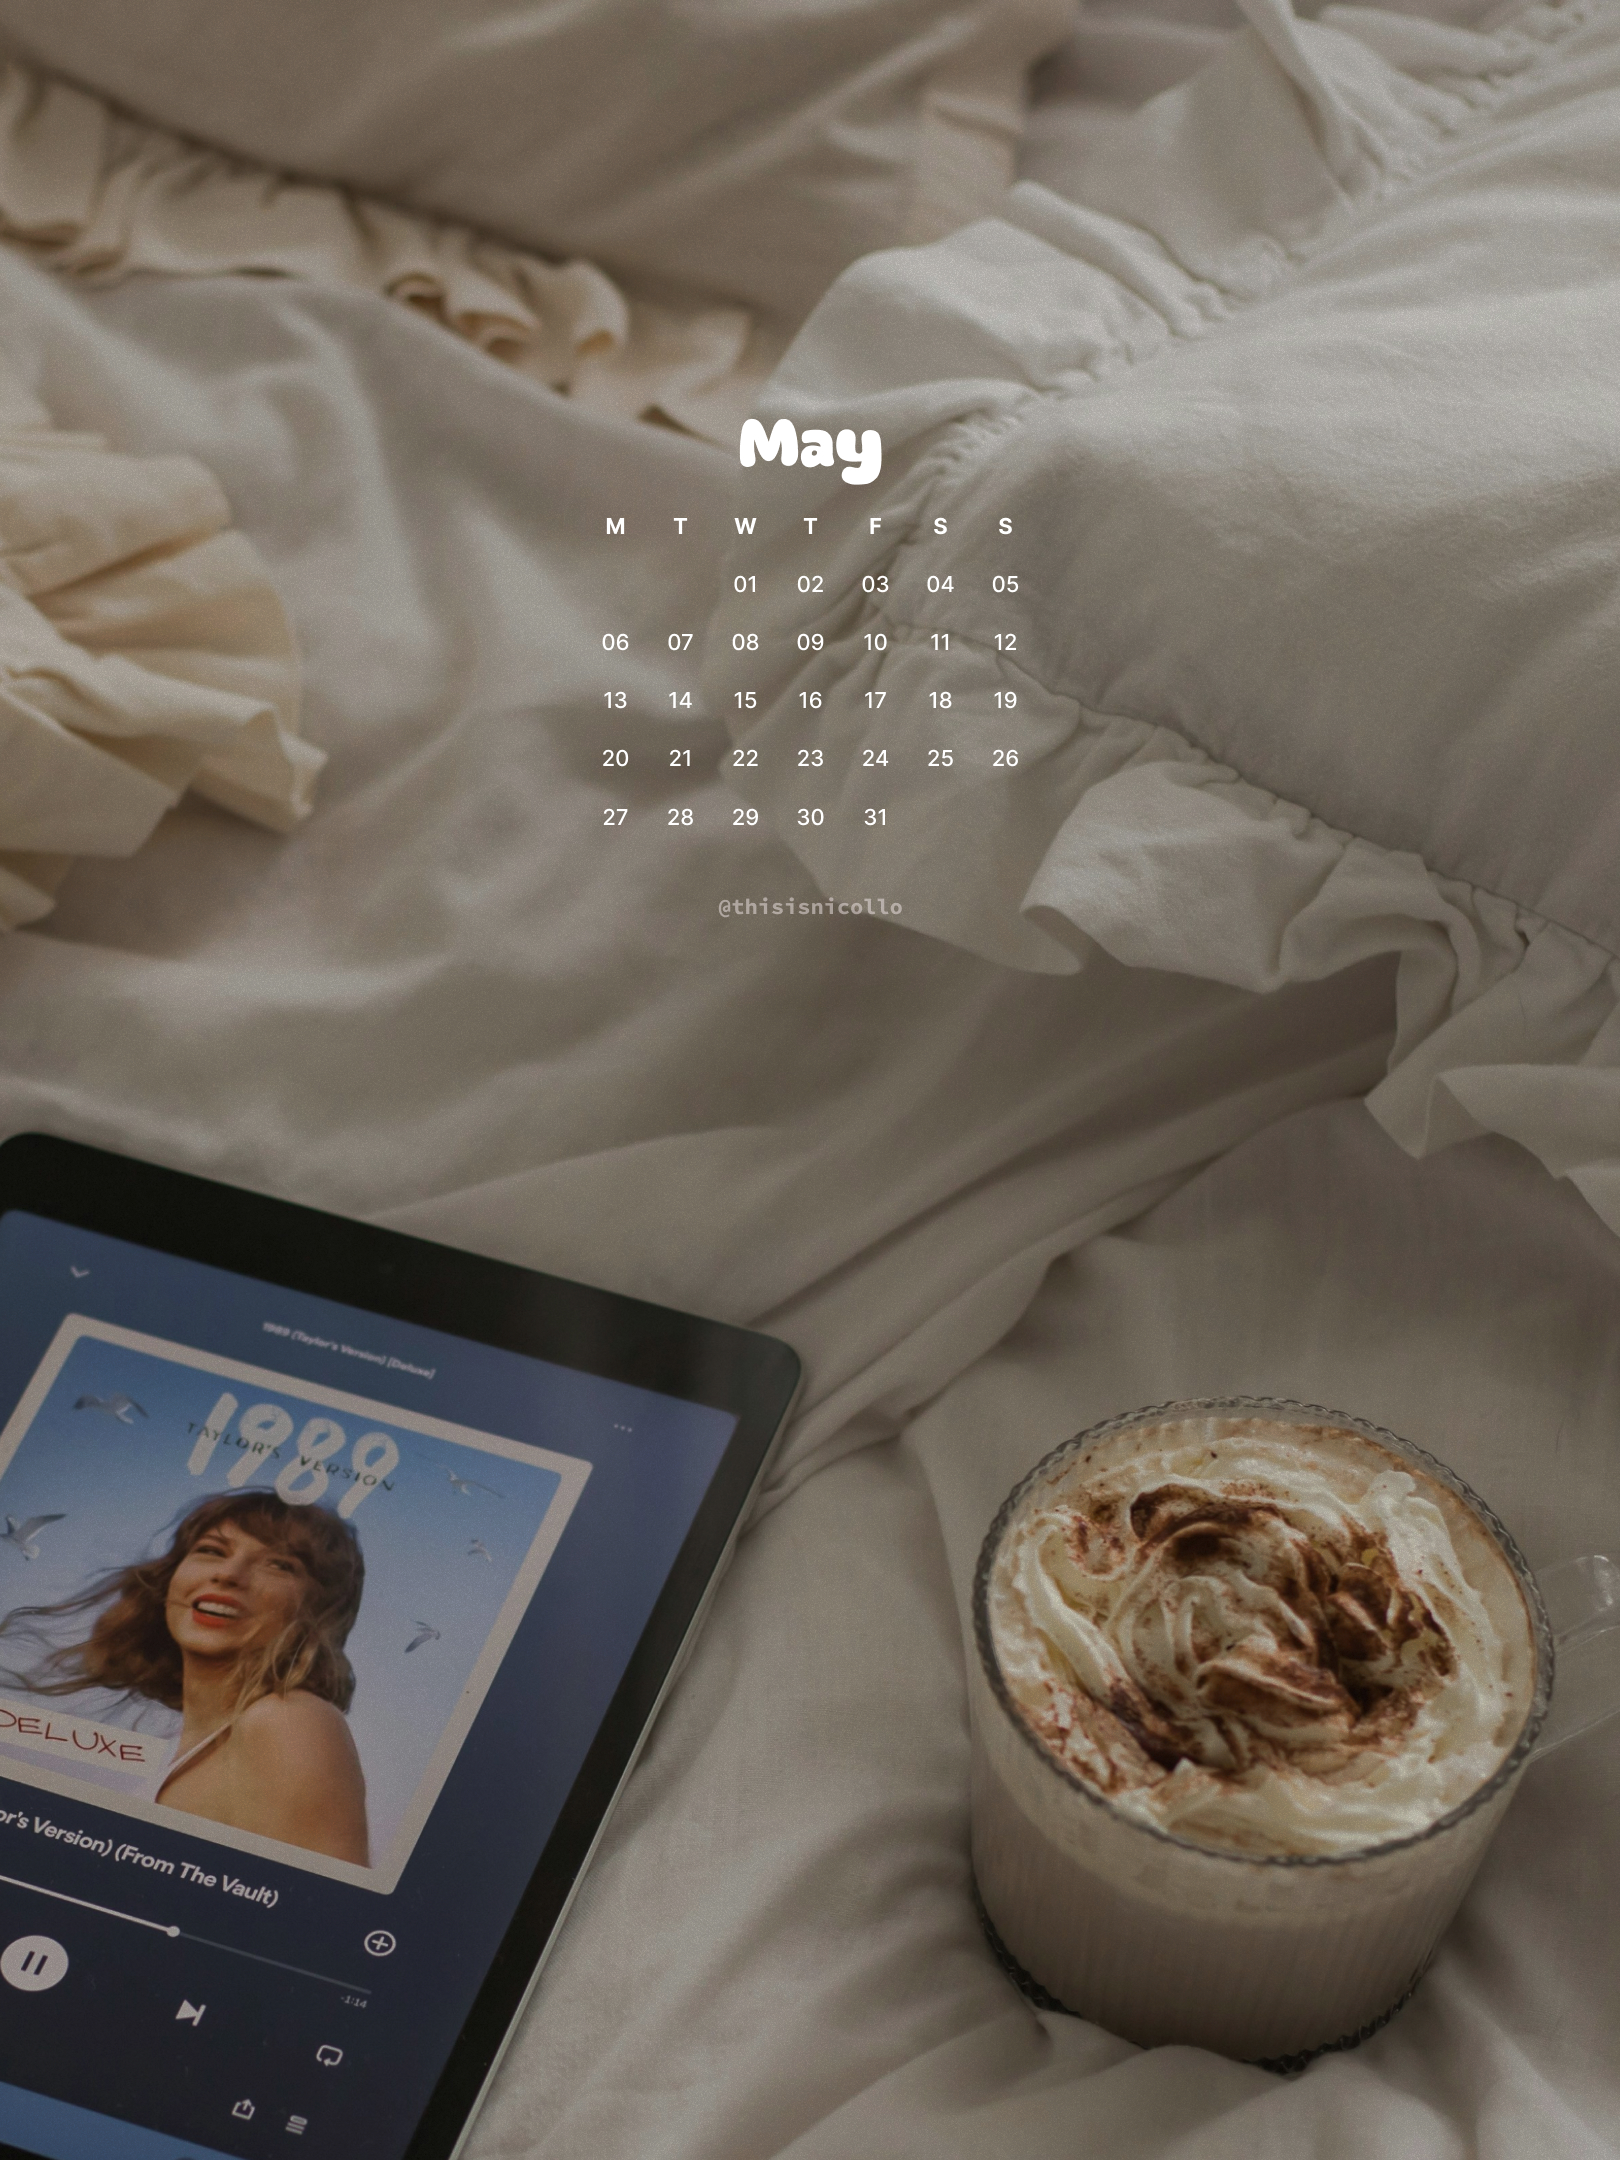 May
M T W T F S S
01 02 03 04 05
06 07 08 09 10 11 12
13 14 15 16 17 18 19
20 21 22 23 24 25 26
27 28 29 30 31
@thisisnicollo
1989 (Taylor's Version) [Deluxe]
1989
TAYLOR'S VERSION
DELUXE
Version) (From The Vault)
-1:14